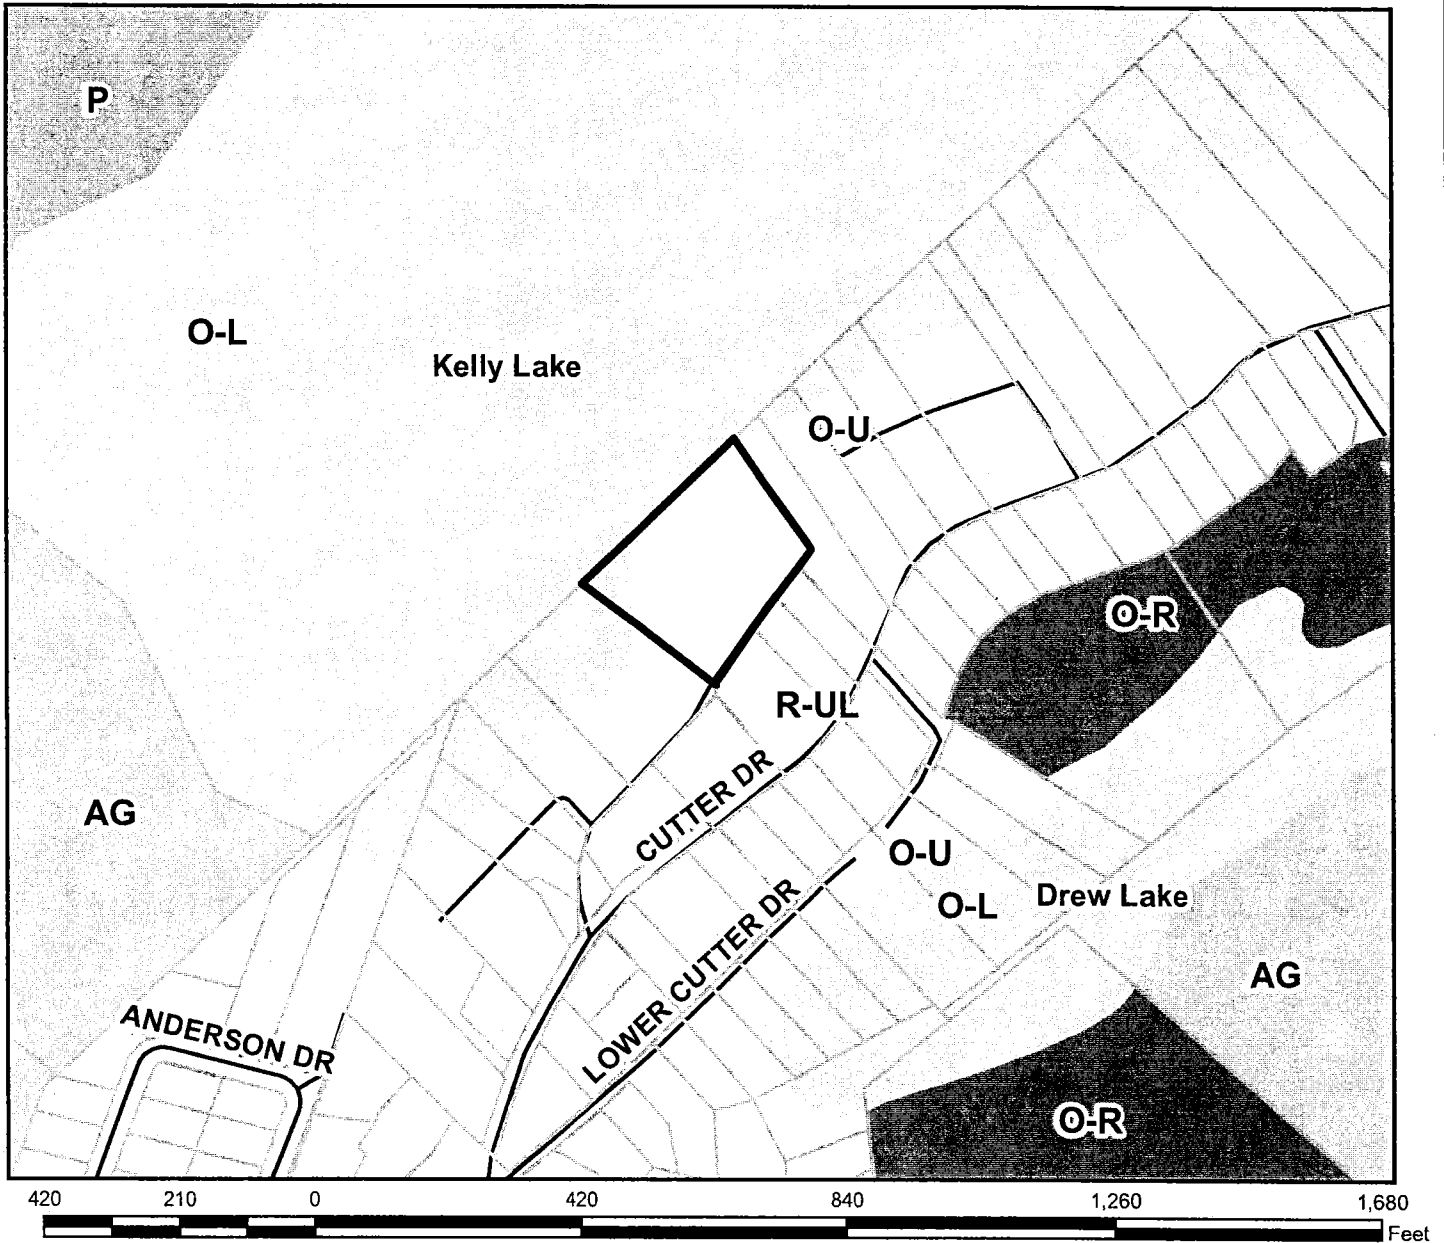 P
O-L
Kelly Lake
O-U
O-R
R-UL
CUTTER DR
AG
O-U
LOWER CUTTER DR
O-L
Drew Lake
AG
ANDERSON DR
O-R
420 210 0 420 840 1,260 1,680
Feet